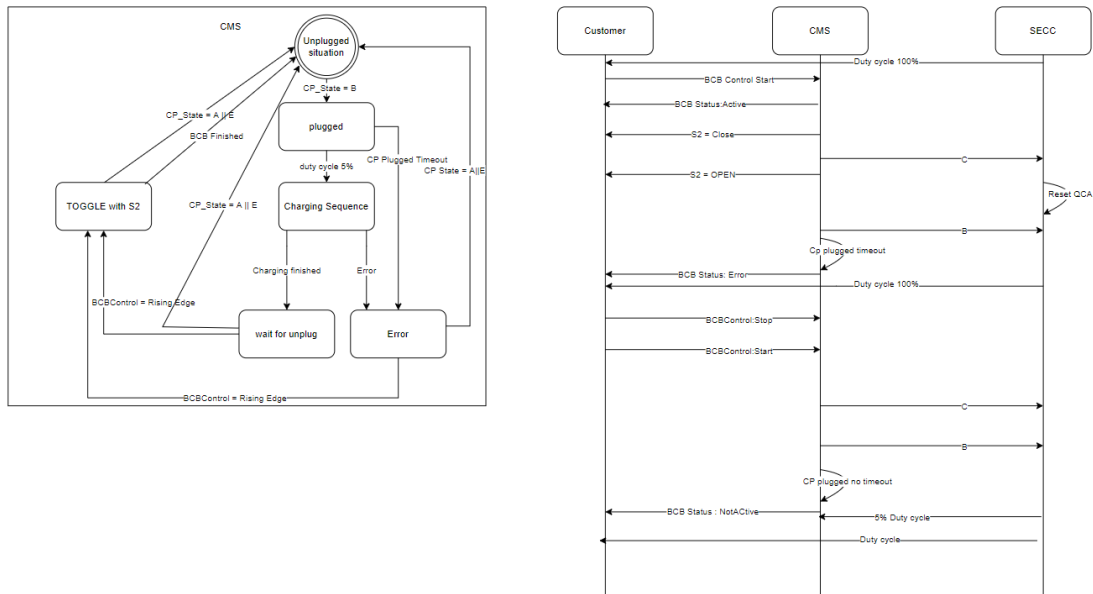 CMS
Unplugged
situation
CP_State = B
plugged
CP_State = A || E
BCB Finished
duty cycle 5%
CP Plugged Timeout
CP State = A||E
TOGGLE with S2
CP_State = A || E
Charging Sequence
Charging finished
Error
BCBControl = Rising Edge
wait for unplug
Error
BCBControl = Rising Edge
Customer
CMS
SECC
Duty cycle 100%
BCB Control Start
BCB Status:Active
S2 = Close
C
S2 = OPEN
Reset QCA
B
Cp plugged timeout
BCB Status: Error
Duty cycle 100%
BCBControl:Stop
BCBControl:Start
C
B
CP plugged no timeout
BCB Status : NotACtive
5% Duty cycle
Duty cycle